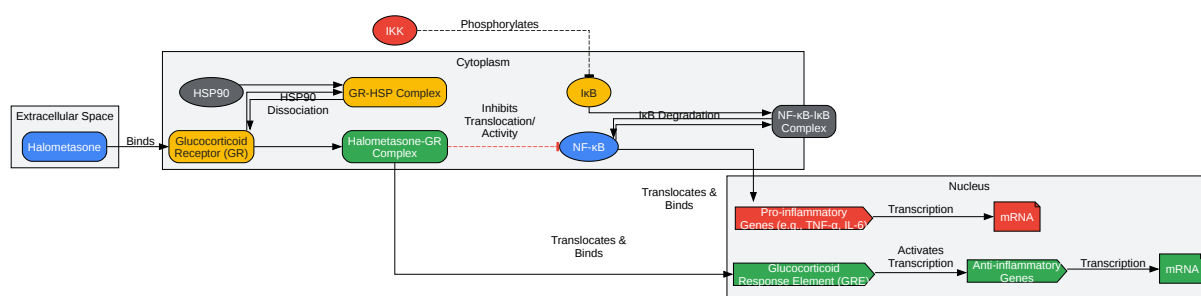 IKK
Phosphorylates
Cytoplasm
HSP90
GR-HSP Complex
HSP90
Dissociation
IκB
Inhibits
Translocation/
Activity
IκB Degradation
NF-κB-IκB
Complex
Extracellular Space
Halometasone
Binds
Glucocorticoid
Receptor (GR)
Halometasone-GR
Complex
NF-κB
Translocates &
Binds
Nucleus
Pro-inflammatory
Genes (e.g., TNF-α, IL-6)
Transcription
mRNA
Translocates &
Binds
Glucocorticoid
Response Element (GRE)
Activates
Transcription
Anti-inflammatory
Genes
Transcription
mRNA